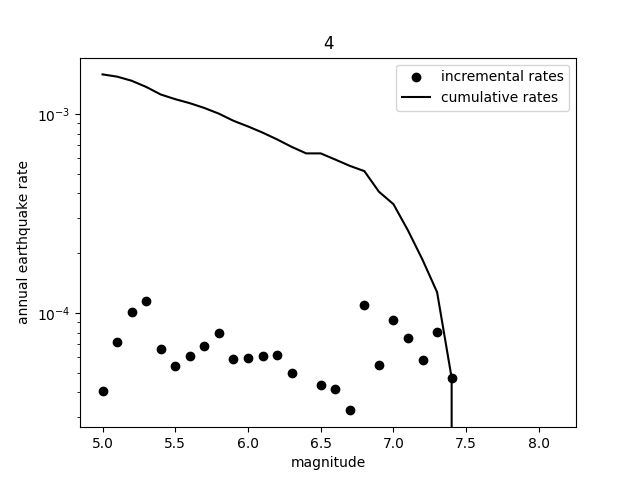 4
incremental rates
cumulative rates
annual earthquake rate
10⁻³
10⁻⁴
5.0 5.5 6.0 6.5 7.0 7.5 8.0
magnitude